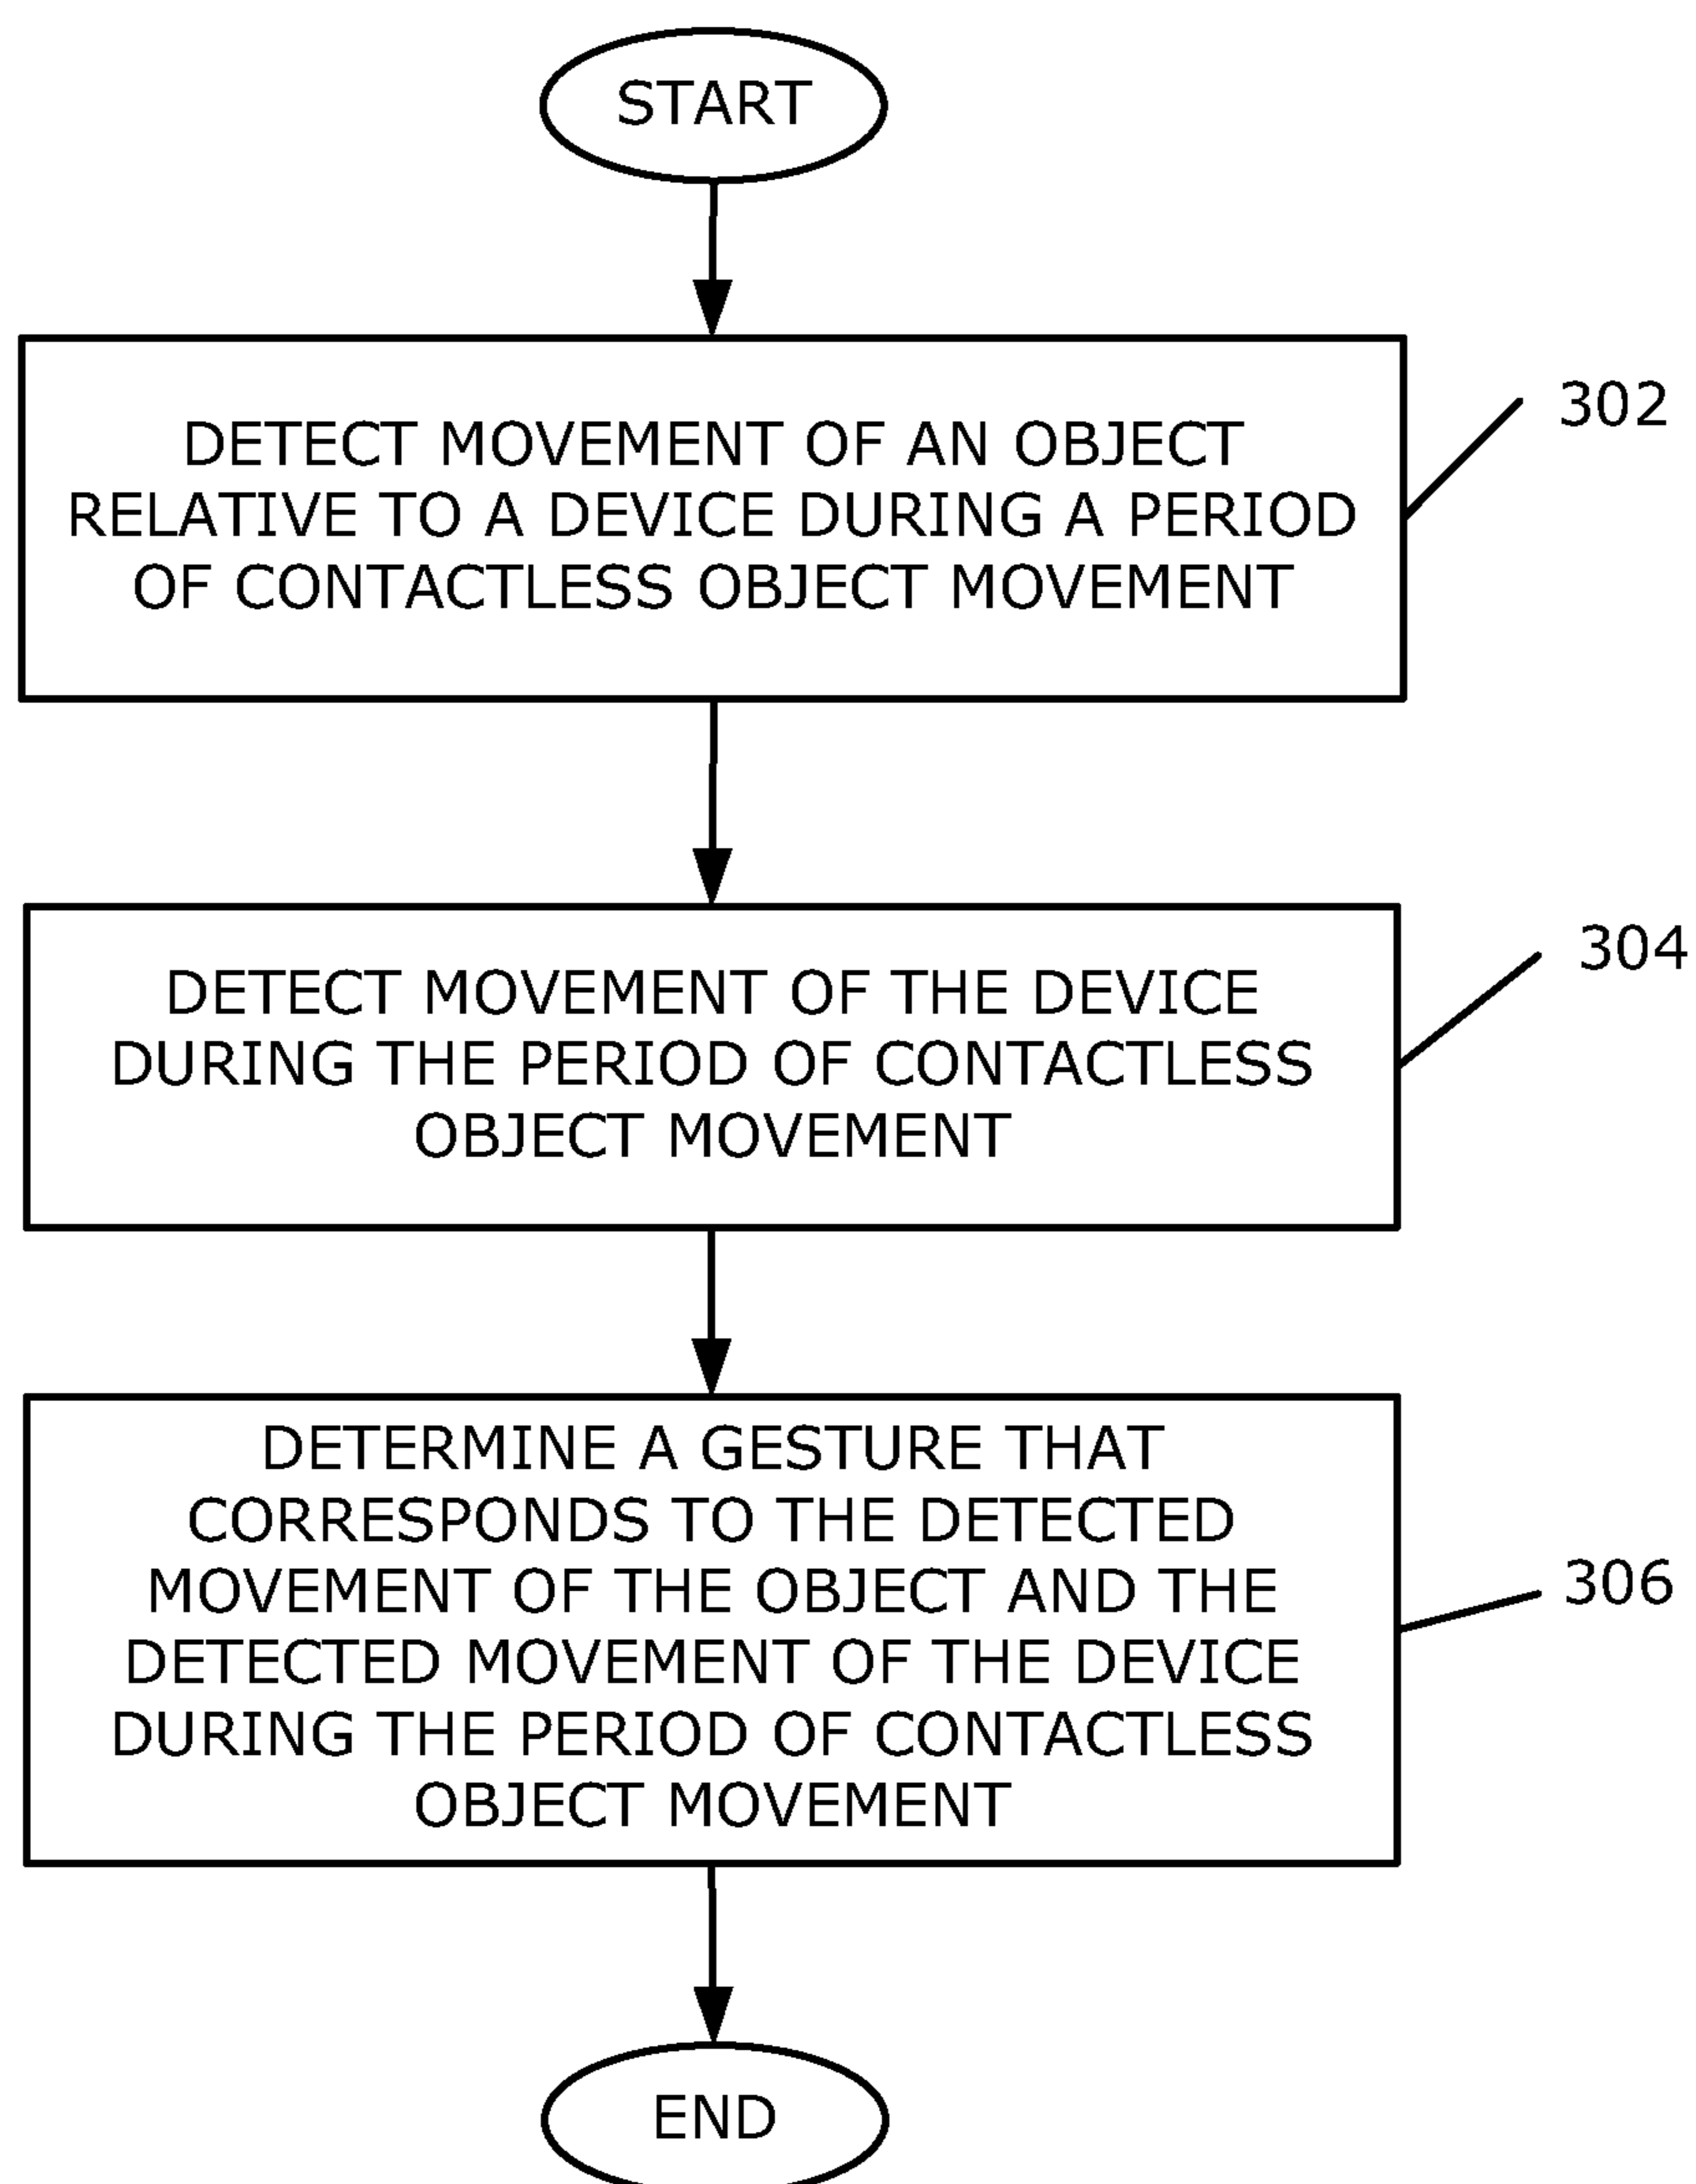 START
DETECT MOVEMENT OF AN OBJECT
RELATIVE TO A DEVICE DURING A PERIOD
OF CONTACTLESS OBJECT MOVEMENT
302
DETECT MOVEMENT OF THE DEVICE
DURING THE PERIOD OF CONTACTLESS
OBJECT MOVEMENT
304
DETERMINE A GESTURE THAT
CORRESPONDS TO THE DETECTED
MOVEMENT OF THE OBJECT AND THE
DETECTED MOVEMENT OF THE DEVICE
DURING THE PERIOD OF CONTACTLESS
OBJECT MOVEMENT
306
END